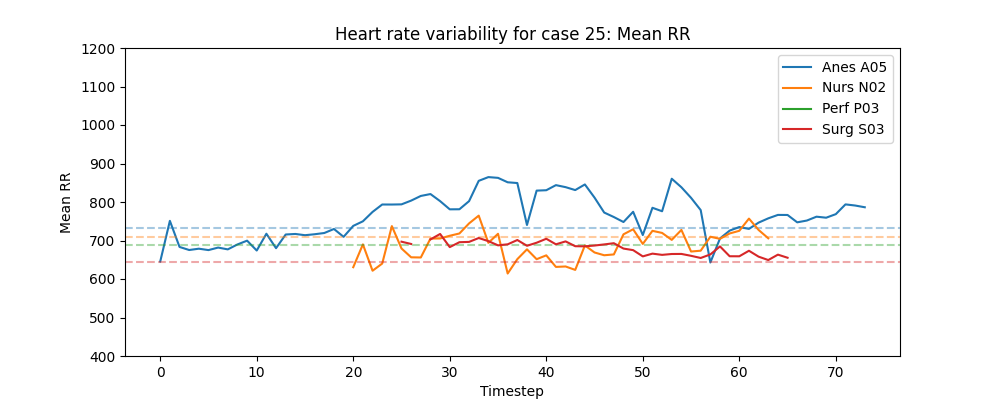 Heart rate variability for case 25: Mean RR
1200
1100
1000
900
800
700
600
500
400
Mean RR
0 10 20 30 40 50 60 70
Timestep
Anes A05
Nurs N02
Perf P03
Surg S03